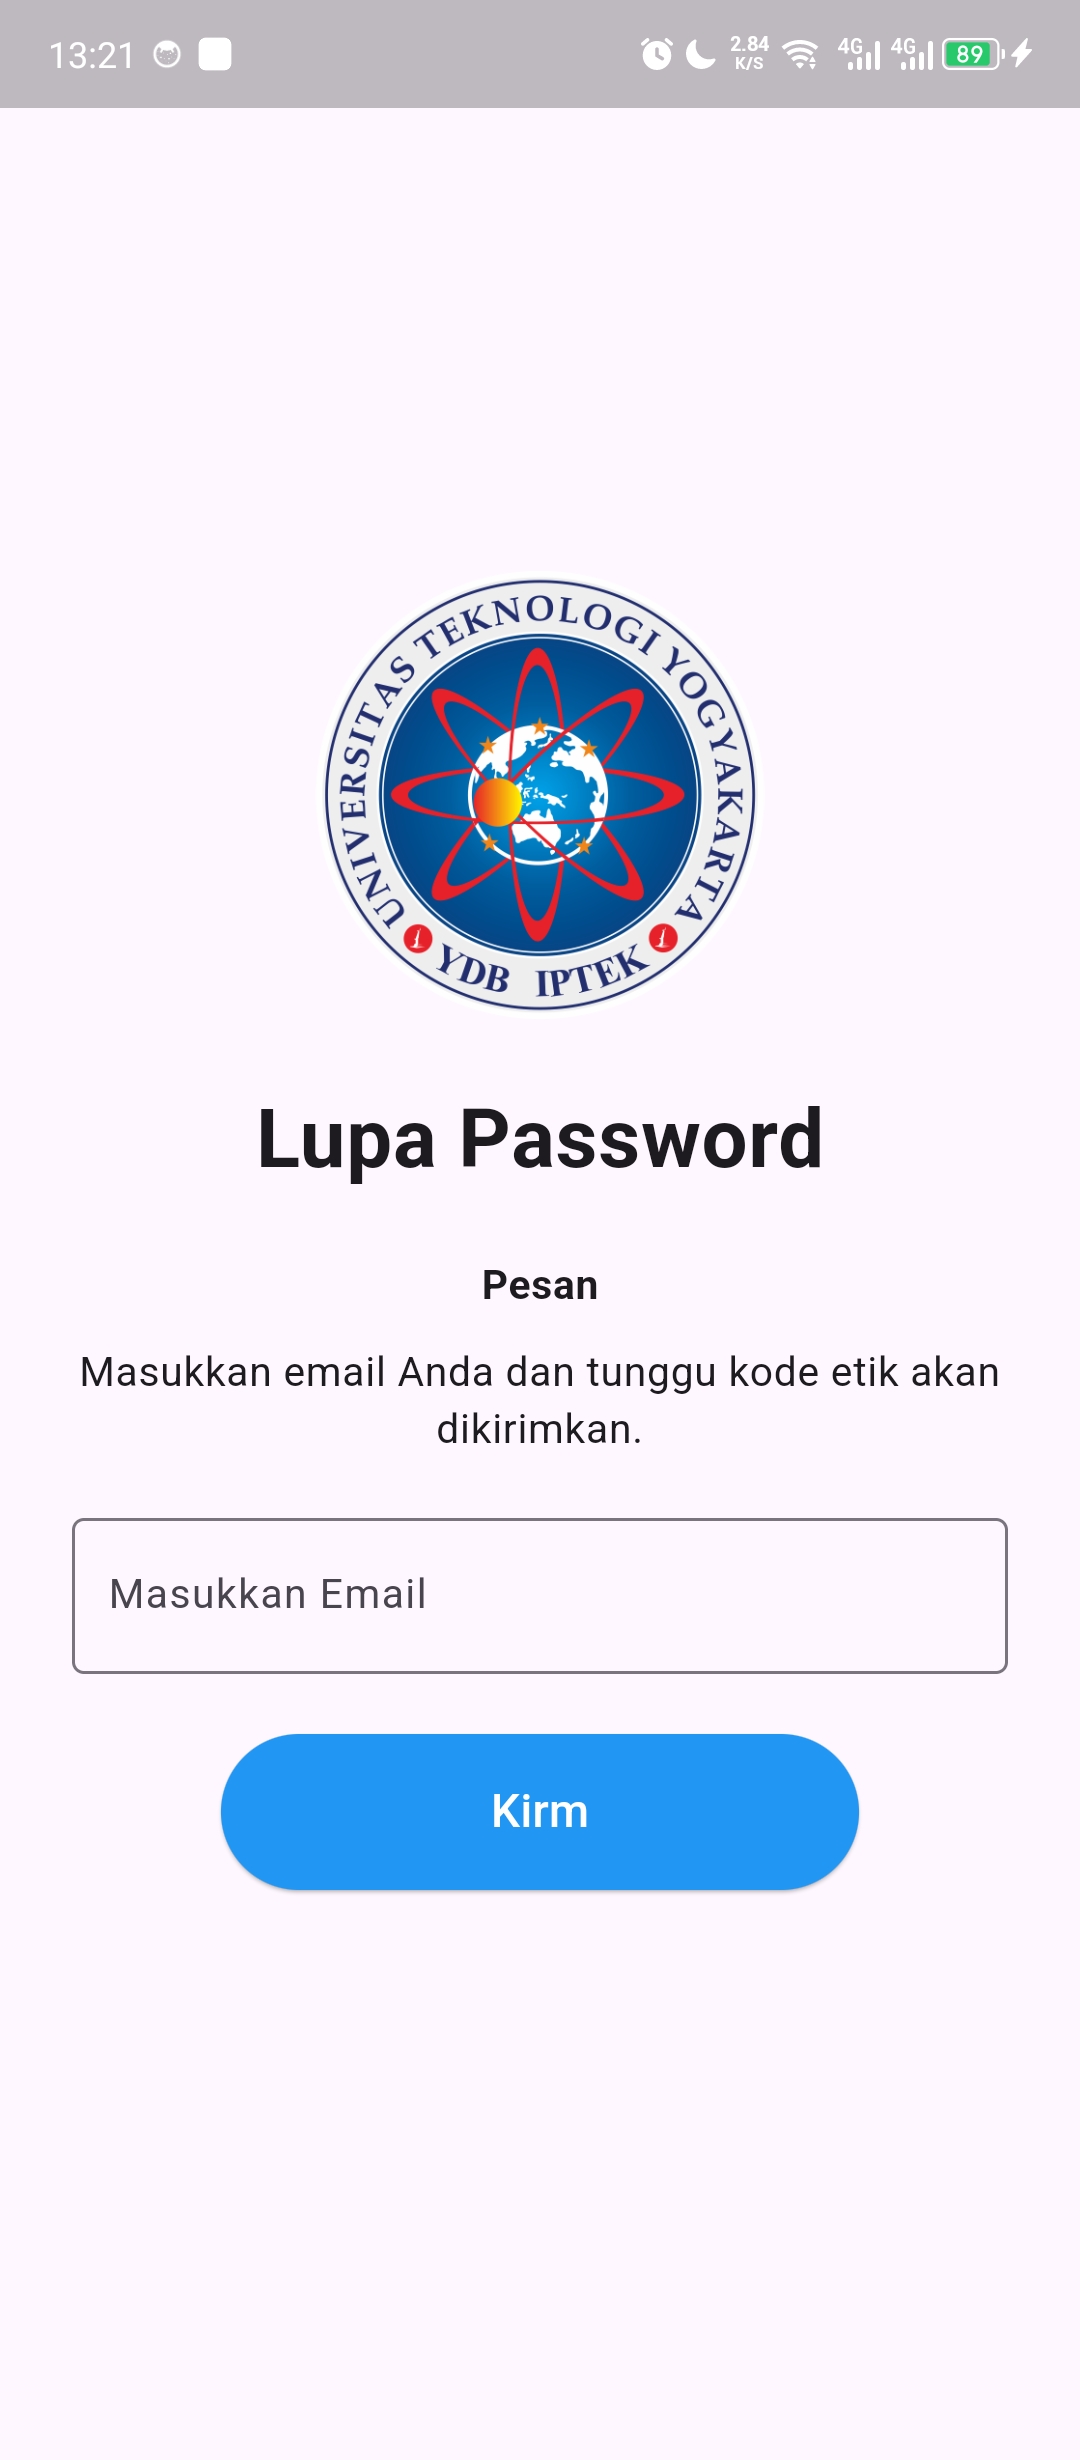 13:21
2.84
K/S
4G
4G
89
UNIVERSITAS TEKNOLOGI YOGYAKARTA
YDB IPTEK
Lupa Password
Pesan
Masukkan email Anda dan tunggu kode etik akan
dikirimkan.
Masukkan Email
Kirm